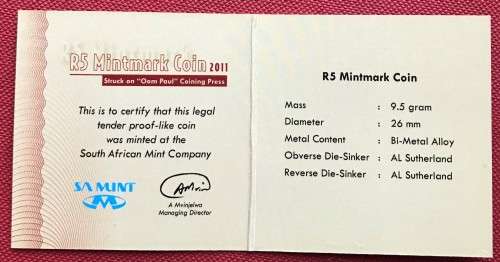 R5 Mintmark Coin 2011
Struck on "Oom Paul" Coining Press
This is to certify that this legal
tender proof-like coin
was minted at the
South African Mint Company
SA MINT
A Mvinjelwa
Managing Director
R5 Mintmark Coin
Mass : 9.5 gram
Diameter : 26 mm
Metal Content : Bi-Metal Alloy
Obverse Die-Sinker : AL Sutherland
Reverse Die-Sinker : AL Sutherland